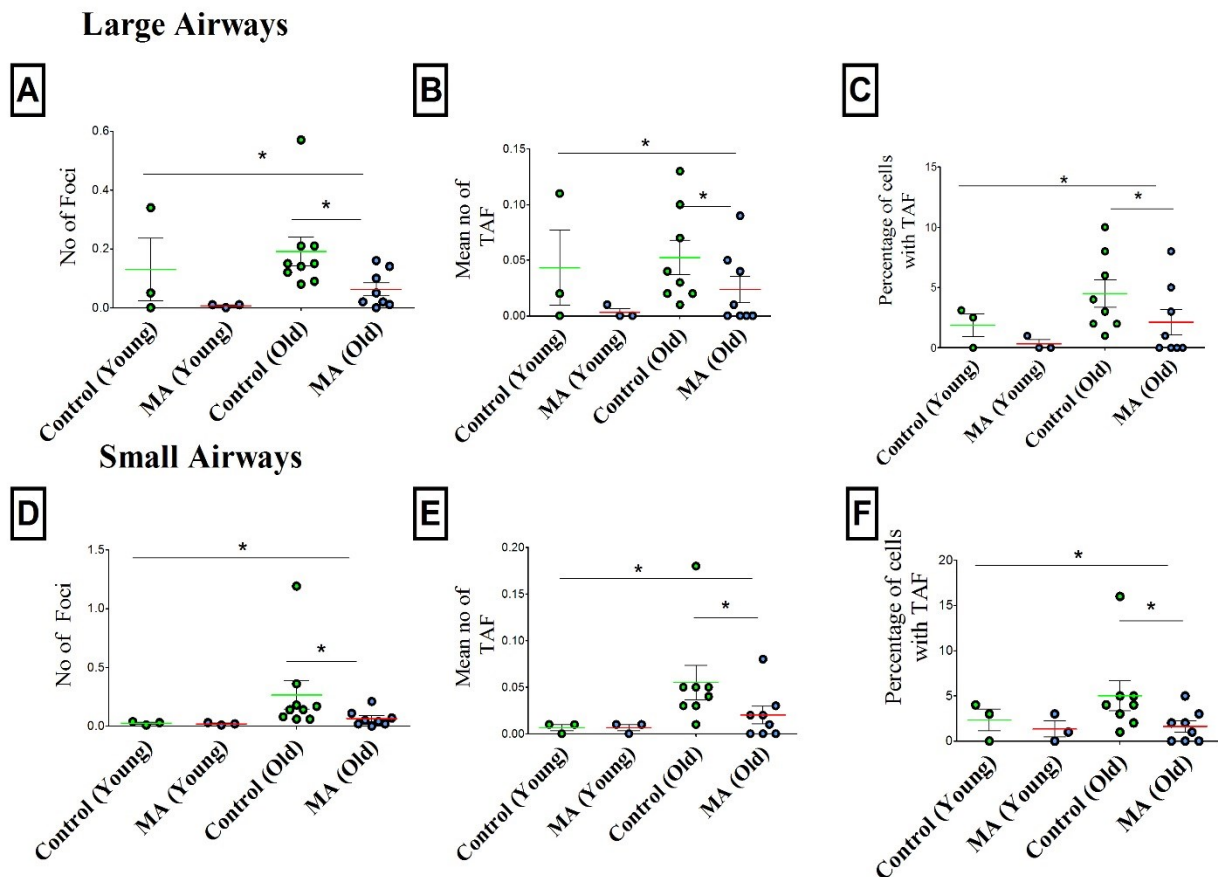 Large Airways
A
No of Foci
0.6
0.4
0.2
0.0
*
*
Control (Young)
MA (Young)
Control (Old)
MA (Old)
B
Mean no of
TAF
0.15
0.10
0.05
0.00
*
*
Control (Young)
MA (Young)
Control (Old)
MA (Old)
C
Percentage of cells
with TAF
15
10
5
0
*
*
Control (Young)
MA (Young)
Control (Old)
MA (Old)
Small Airways
D
No of Foci
1.5
1.0
0.5
0.0
*
*
Control (Young)
MA (Young)
Control (Old)
MA (Old)
E
Mean no of
TAF
0.20
0.15
0.10
0.05
0.00
*
*
Control (Young)
MA (Young)
Control (Old)
MA (Old)
F
Percentage of cells
with TAF
20
15
10
5
0
*
*
Control (Young)
MA (Young)
Control (Old)
MA (Old)